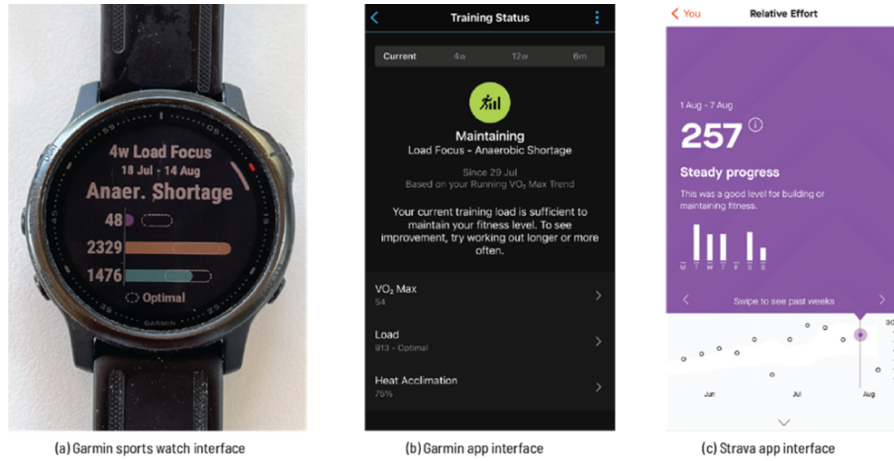 4w Load Focus
18 Jul - 14 Aug
Anaer. Shortage
48
2329
1476
Optimal
GARMIN
(a) Garmin sports watch interface
Training Status
Current 4w 12w 6m
Maintaining
Load Focus - Anaerobic Shortage
Since 29 Jul
Based on your Running VO₂ Max Trend
Your current training load is sufficient to
maintain your fitness level. To see
improvement, try working out longer or more
often.
VO₂ Max
54
Load
913 - Optimal
Heat Acclimation
75%
(b) Garmin app interface
You
Relative Effort
1 Aug - 7 Aug
257
Steady progress
This was a good level for building or
maintaining fitness.
M T W T F S S
Swipe to see past weeks
30
Jun Jul Aug
(c) Strava app interface